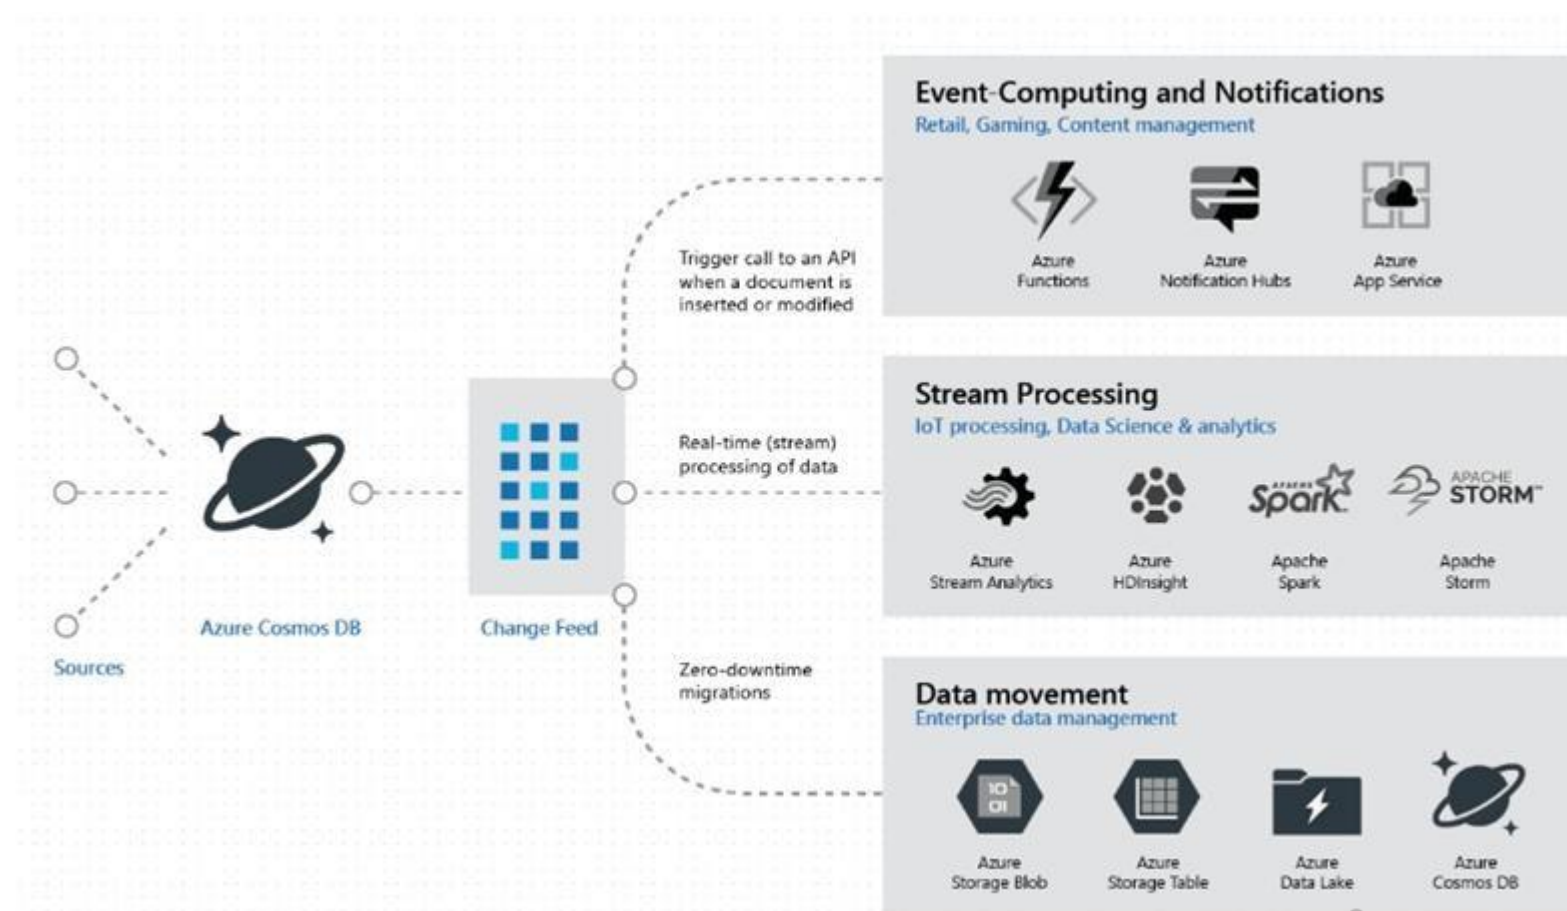 Sources
Azure Cosmos DB
Change Feed
Trigger call to an API
when a document is
inserted or modified
Real-time (stream)
processing of data
Zero-downtime
migrations
Event-Computing and Notifications
Retail, Gaming, Content management
Azure
Functions
Azure
Notification Hubs
Azure
App Service
Stream Processing
IoT processing, Data Science & analytics
APACHE
Spark
APACHE
STORM™
Azure
Stream Analytics
Azure
HDInsight
Apache
Spark
Apache
Storm
Data movement
Enterprise data management
10
01
Azure
Storage Blob
Azure
Storage Table
Azure
Data Lake
Azure
Cosmos DB